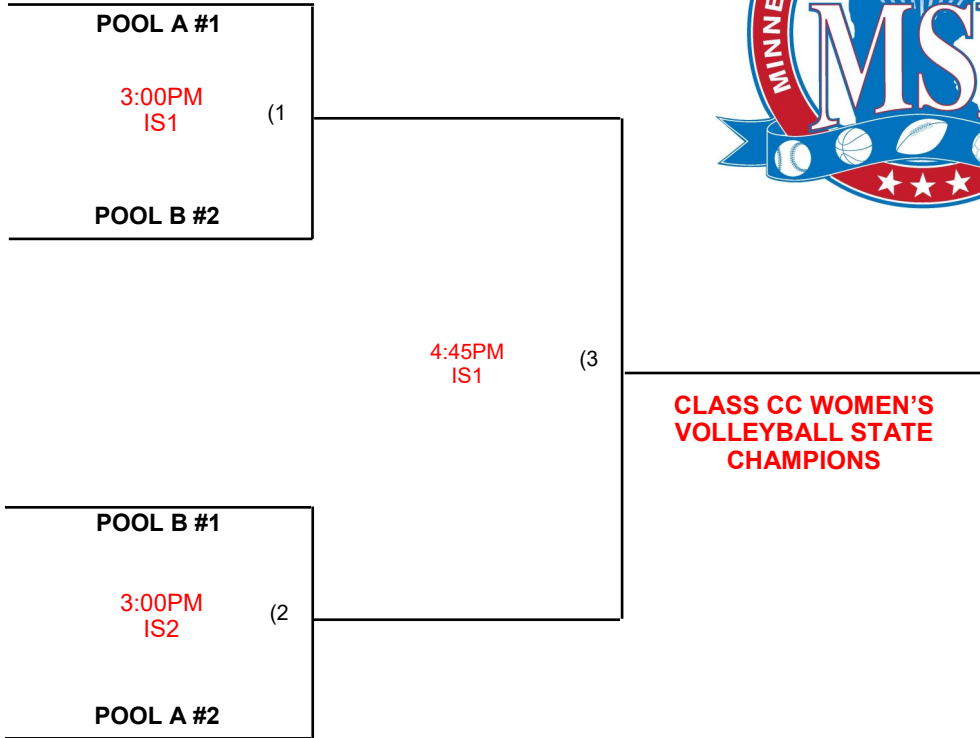 POOL A #1
3:00PM
IS1
(1
POOL B #2
4:45PM
IS1
(3
CLASS CC WOMEN'S
VOLLEYBALL STATE
CHAMPIONS
POOL B #1
3:00PM
IS2
(2
POOL A #2